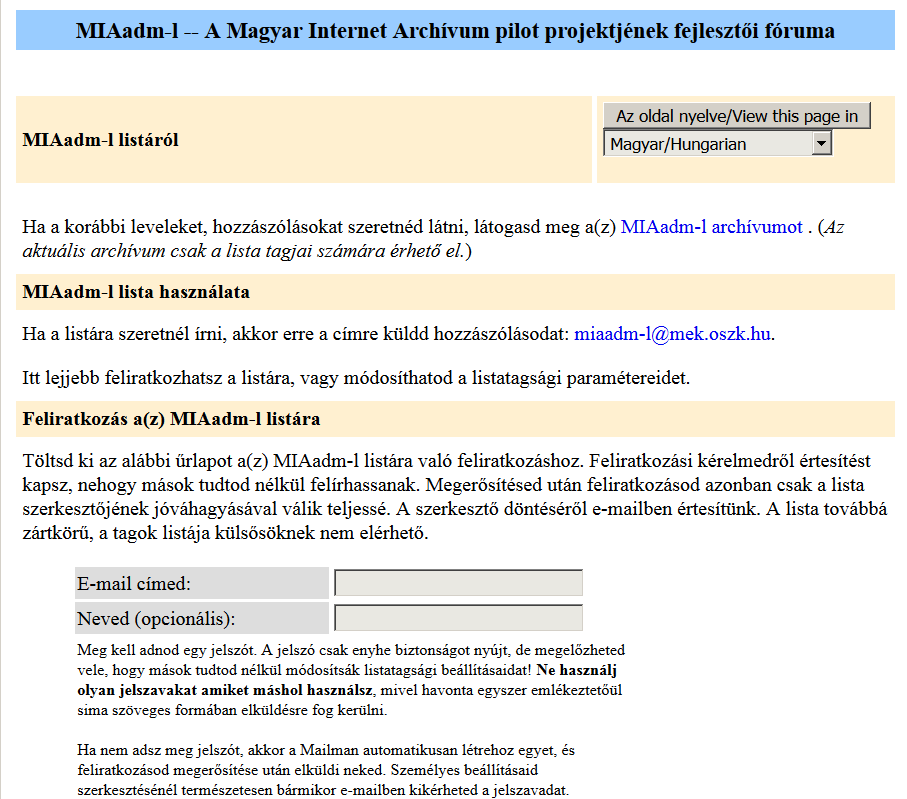 MIAadm-l -- A Magyar Internet Archívum pilot projektjének fejlesztői fóruma
MIAadm-l listáról
Az oldal nyelve/View this page in
Magyar/Hungarian
Ha a korábbi leveleket, hozzászólásokat szeretnéd látni, látogasd meg a(z) MIAadm-l archívumot . (Az
aktuális archívum csak a lista tagjai számára érhető el.)
MIAadm-l lista használata
Ha a listára szeretnél írni, akkor erre a címre küldd hozzászólásodat: miaadm-l@mek.oszk.hu.
Itt lejjebb feliratkozhatsz a listára, vagy módosíthatod a listatagsági paramétereidet.
Feliratkozás a(z) MIAadm-l listára
Töltsd ki az alábbi űrlapot a(z) MIAadm-l listára való feliratkozáshoz. Feliratkozási kérelmedről értesítést
kapsz, nehogy mások tudtod nélkül felírhassanak. Megerősítésed után feliratkozásod azonban csak a lista
szerkesztőjének jóváhagyásával válik teljessé. A szerkesztő döntéséről e-mailben értesítünk. A lista továbbá
zártkörű, a tagok listája külsősöknek nem elérhető.
E-mail címed:
Neved (opcionális):
Meg kell adnod egy jelszót. A jelszó csak enyhe biztonságot nyújt, de megelőzheted
vele, hogy mások tudtod nélkül módosítsák listatagsági beállításaidat! Ne használj
olyan jelszavakat amiket máshol használsz, mivel havonta egyszer emlékeztetőül
sima szöveges formában elküldésre fog kerülni.
Ha nem adsz meg jelszót, akkor a Mailman automatikusan létrehoz egyet, és
feliratkozásod megerősítése után elküldi neked. Személyes beállításaid
szerkesztésénél természetesen bármikor e-mailben kikérheted a jelszavadat.